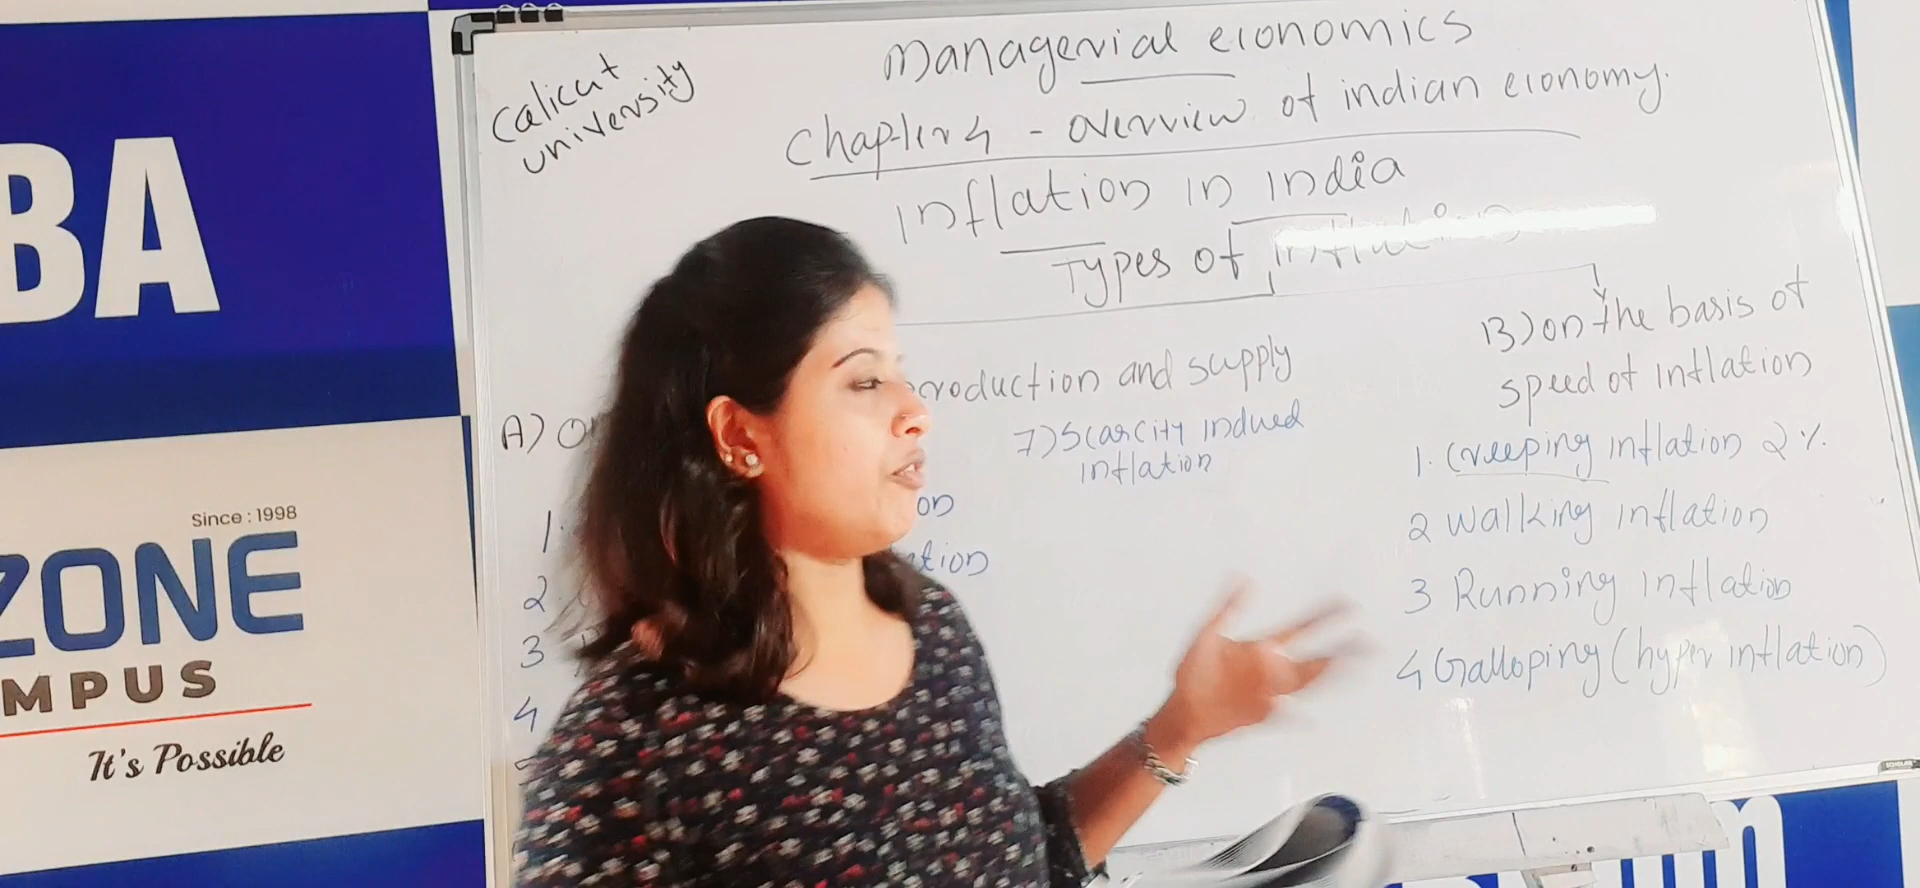 BA
Since : 1998
ZONE
MPUS
It's Possible
Calicut
University
Managerial economics
Chapter 4 - overview of indian economy.
Inflation in India
Types of inflation
A) O
roduction and supply
7) Scarcity indued
inflation
1.
on
2.
tion
3
4
B) on the basis of
speed of inflation
1. Creeping inflation 2%.
2 Walking inflation
3 Running inflation
4 Galloping (hyper inflation)